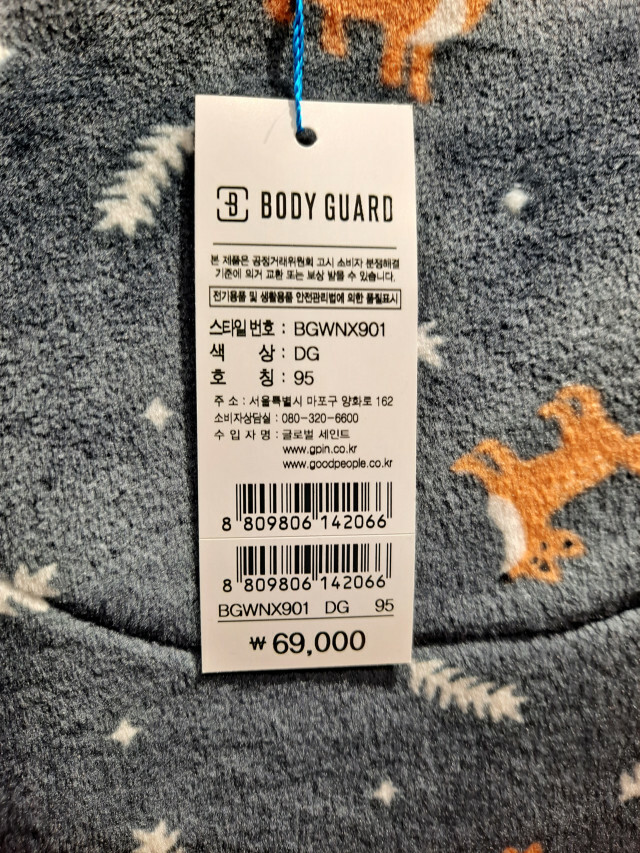 B BODY GUARD
본 제품은 공정거래위원회 고시 소비자 분쟁해결
기준에 의거 교환 또는 보상 받을 수 있습니다.
전기용품 및 생활용품 안전관리법에 의한 품질표시
스타일 번호 : BGWNX901
색 상 : DG
호 칭 : 95
주 소 : 서울특별시 마포구 양화로 162
소비자상담실 : 080-320-6600
수 입 자 명 : 글로벌 세인트
www.gpin.co.kr
www.goodpeople.co.kr
8 809806 142066
8 809806 142066
BGWNX901 DG 95
₩ 69,000